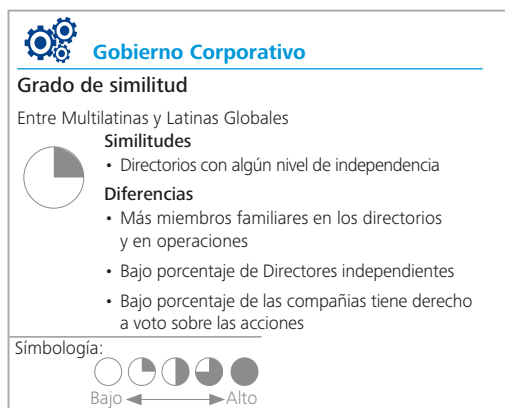 Gobierno Corporativo
Grado de similitud
Entre Multilatinas y Latinas Globales
Similitudes
• Directorios con algún nivel de independencia
Diferencias
• Más miembros familiares en los directorios
y en operaciones
• Bajo porcentaje de Directores independientes
• Bajo porcentaje de las compañias tiene derecho
a voto sobre las acciones
Símbología:
Bajo Alto